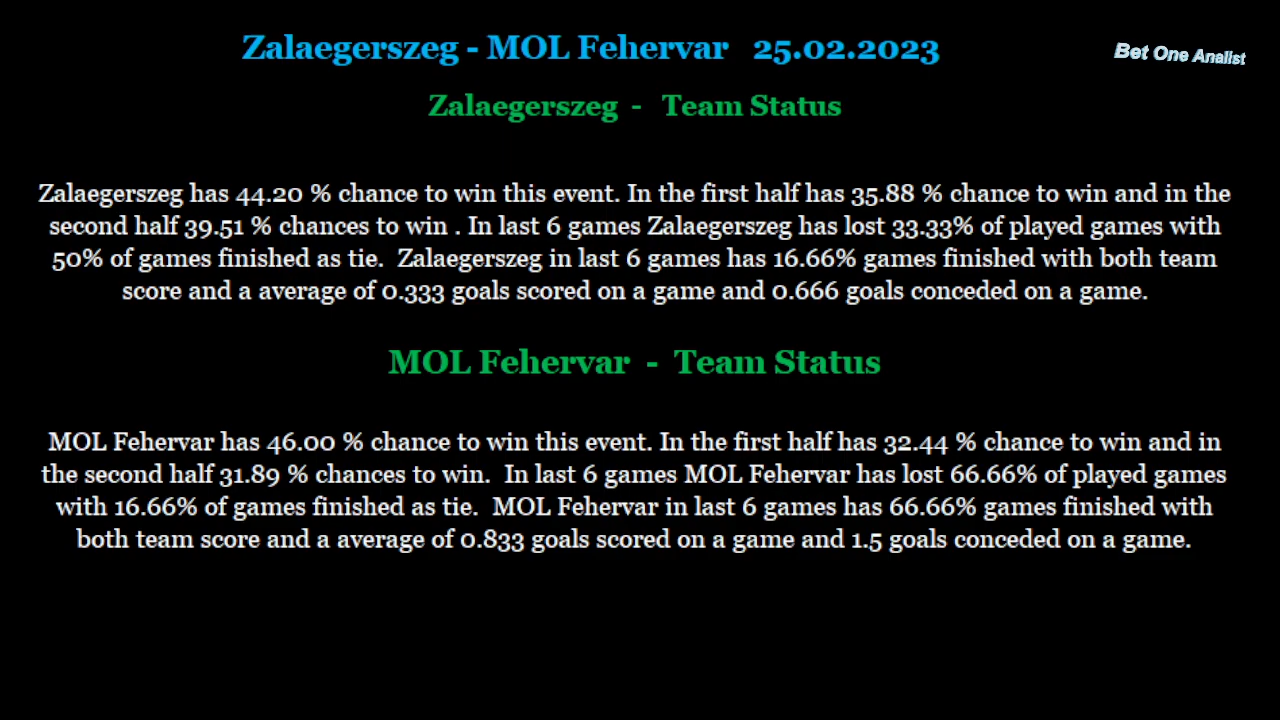 Zalaegerszeg - MOL Fehervar 25.02.2023
Bet One Analist
Zalaegerszeg - Team Status
Zalaegerszeg has 44.20 % chance to win this event. In the first half has 35.88 % chance to win and in the
second half 39.51 % chances to win . In last 6 games Zalaegerszeg has lost 33.33% of played games with
50% of games finished as tie. Zalaegerszeg in last 6 games has 16.66% games finished with both team
score and a average of 0.333 goals scored on a game and 0.666 goals conceded on a game.
MOL Fehervar - Team Status
MOL Fehervar has 46.00 % chance to win this event. In the first half has 32.44 % chance to win and in
the second half 31.89 % chances to win. In last 6 games MOL Fehervar has lost 66.66% of played games
with 16.66% of games finished as tie. MOL Fehervar in last 6 games has 66.66% games finished with
both team score and a average of 0.833 goals scored on a game and 1.5 goals conceded on a game.